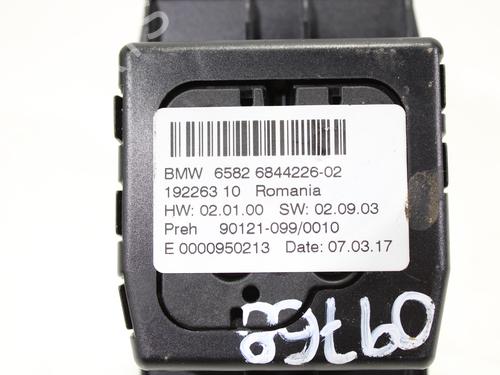 BMW 6582 6844226-02
192263 10 Romania
HW: 02.01.00 SW: 02.09.03
Preh 90121-099/0010
E 0000950213 Date: 07.03.17